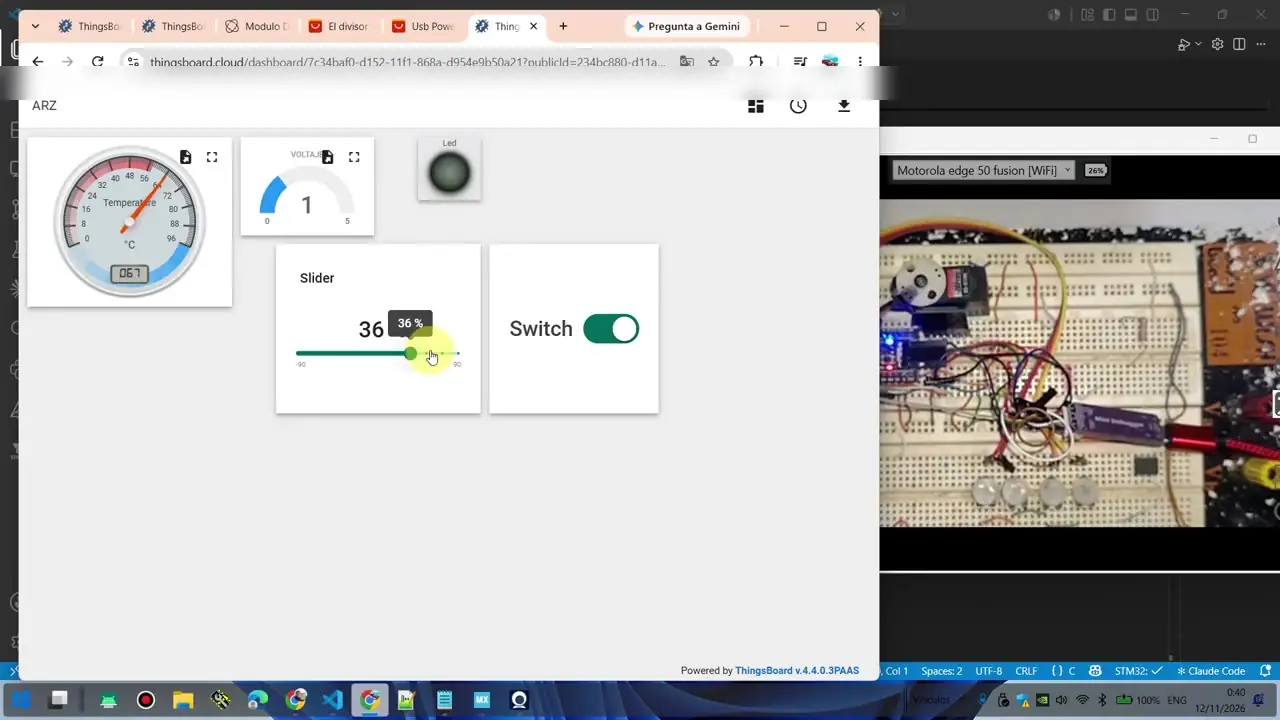 ThingsBo
ThingsBo
Modulo D
El divisor
Usb Powe
Thing
Pregunta a Gemini
thingsboard.cloud/dashboard/7c34baf0-d152-11f1-868a-d954e9b50a21?publicId=234bc880-d11a...
ARZ
Temperature
0
8
16
24
32
40
48
56
64
72
80
88
96
°C
067
VOLTAJE
1
0
5
Led
Slider
36
36 %
-90
90
Switch
Motorola edge 50 fusion [WiFi]
26%
Powered by ThingsBoard v.4.4.0.3PAAS
, Col 1
Spaces: 2
UTF-8
CRLF
{ } C
STM32:
Claude Code
MX
Vínculos
100%
ENG
0:40
12/11/2026